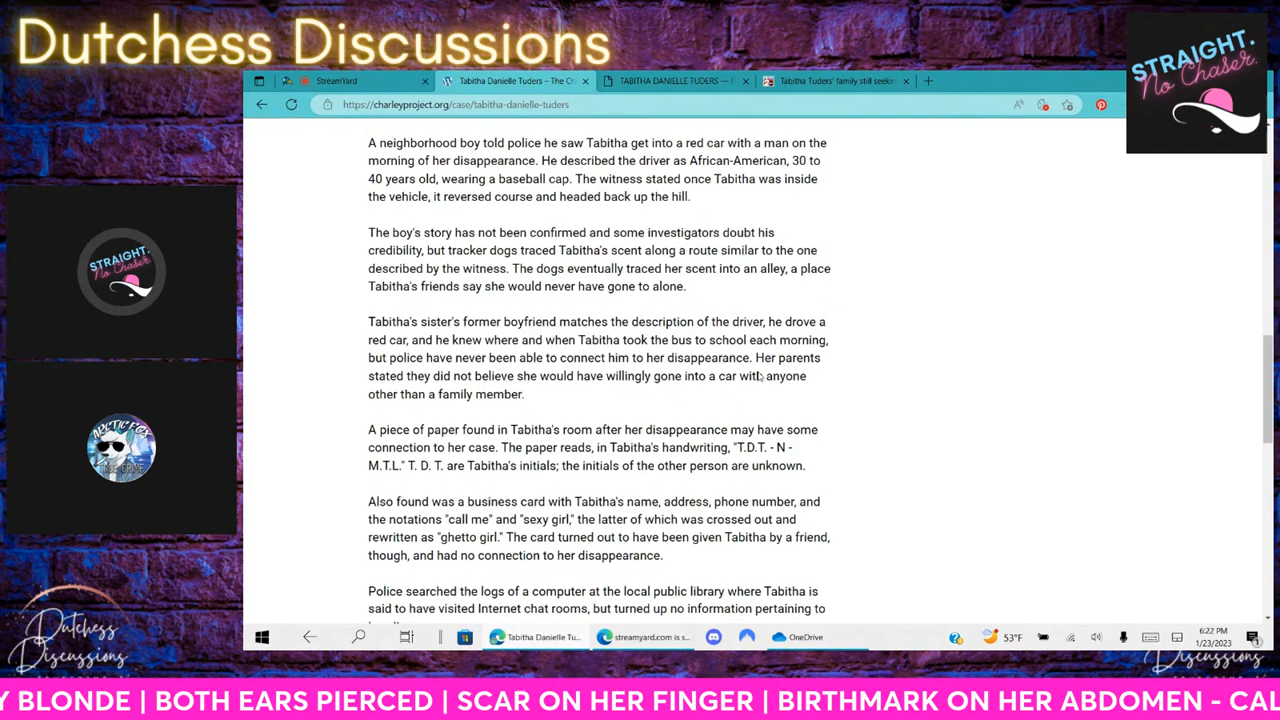 Dutchess Discussions
STRAIGHT.
No Chaser.
StreamYard
Tabitha Danielle Tuders – The Ch
TABITHA DANIELLE TUDERS — F
Tabitha Tuders' family still seekin
https://charleyproject.org/case/tabitha-danielle-tuders
A neighborhood boy told police he saw Tabitha get into a red car with a man on the
morning of her disappearance. He described the driver as African-American, 30 to
40 years old, wearing a baseball cap. The witness stated once Tabitha was inside
the vehicle, it reversed course and headed back up the hill.
The boy's story has not been confirmed and some investigators doubt his
credibility, but tracker dogs traced Tabitha's scent along a route similar to the one
described by the witness. The dogs eventually traced her scent into an alley, a place
Tabitha's friends say she would never have gone to alone.
Tabitha's sister's former boyfriend matches the description of the driver, he drove a
red car, and he knew where and when Tabitha took the bus to school each morning,
but police have never been able to connect him to her disappearance. Her parents
stated they did not believe she would have willingly gone into a car with anyone
other than a family member.
A piece of paper found in Tabitha's room after her disappearance may have some
connection to her case. The paper reads, in Tabitha's handwriting, "T.D.T. - N -
M.T.L." T. D. T. are Tabitha's initials; the initials of the other person are unknown.
Also found was a business card with Tabitha's name, address, phone number, and
the notations "call me" and "sexy girl," the latter of which was crossed out and
rewritten as "ghetto girl." The card turned out to have been given Tabitha by a friend,
though, and had no connection to her disappearance.
Police searched the logs of a computer at the local public library where Tabitha is
said to have visited Internet chat rooms, but turned up no information pertaining to
STRAIGHT.
No Chaser.
ARCTIC FOX
TRUE CRIME
Tabitha Danielle Tu...
streamyard.com is s...
OneDrive
53°F
6:22 PM
1/23/2023
Dutchess
Discussions
Discussions
Y BLONDE | BOTH EARS PIERCED | SCAR ON HER FINGER | BIRTHMARK ON HER ABDOMEN - CAL